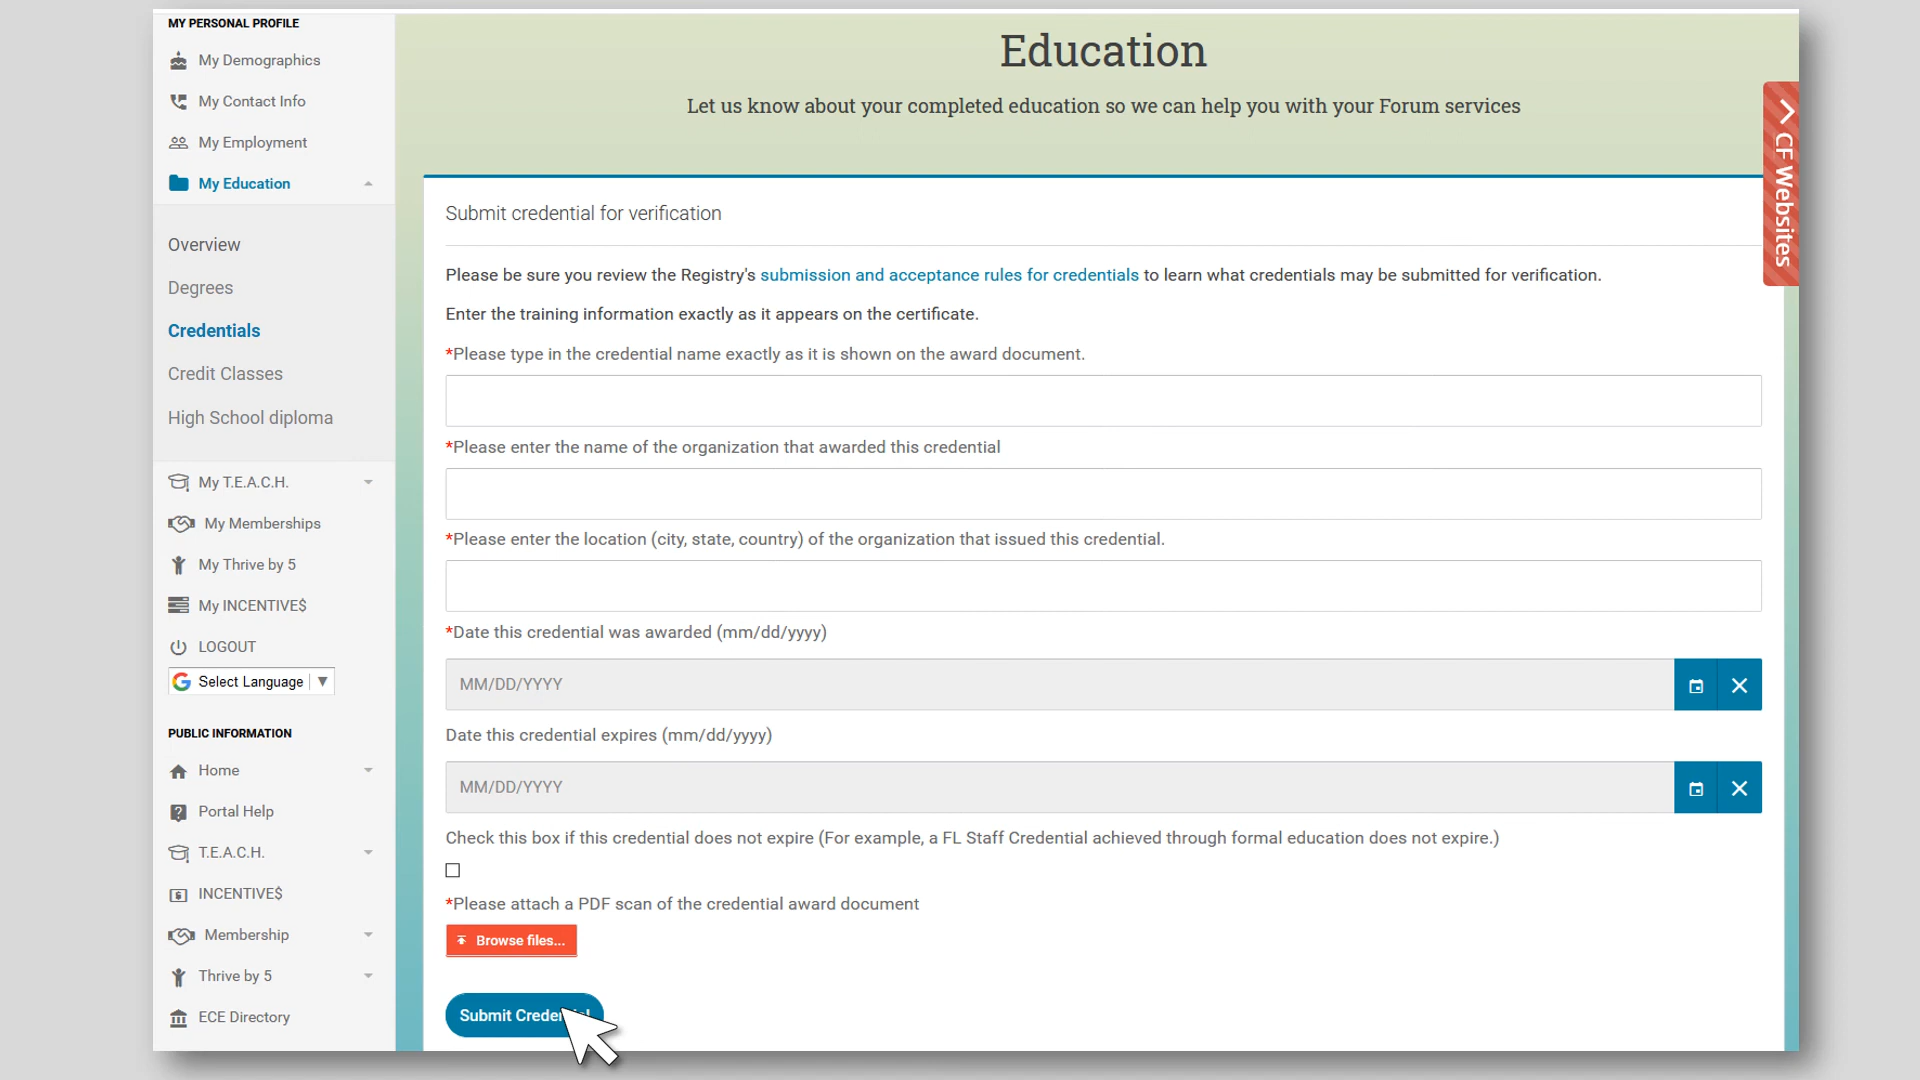 MY PERSONAL PROFILE
My Demographics
My Contact Info
My Employment
My Education
Overview
Degrees
Credentials
Credit Classes
High School diploma
My T.E.A.C.H.
My Memberships
My Thrive by 5
My INCENTIVE$
LOGOUT
Select Language ▼
PUBLIC INFORMATION
Home
Portal Help
T.E.A.C.H.
INCENTIVE$
Membership
Thrive by 5
ECE Directory
Education
Let us know about your completed education so we can help you with your Forum services
CF Websites
Submit credential for verification
Please be sure you review the Registry's submission and acceptance rules for credentials to learn what credentials may be submitted for verification.
Enter the training information exactly as it appears on the certificate.
*Please type in the credential name exactly as it is shown on the award document.
*Please enter the name of the organization that awarded this credential
*Please enter the location (city, state, country) of the organization that issued this credential.
*Date this credential was awarded (mm/dd/yyyy)
MM/DD/YYYY
Date this credential expires (mm/dd/yyyy)
MM/DD/YYYY
Check this box if this credential does not expire (For example, a FL Staff Credential achieved through formal education does not expire.)
*Please attach a PDF scan of the credential award document
Browse files...
Submit Credential